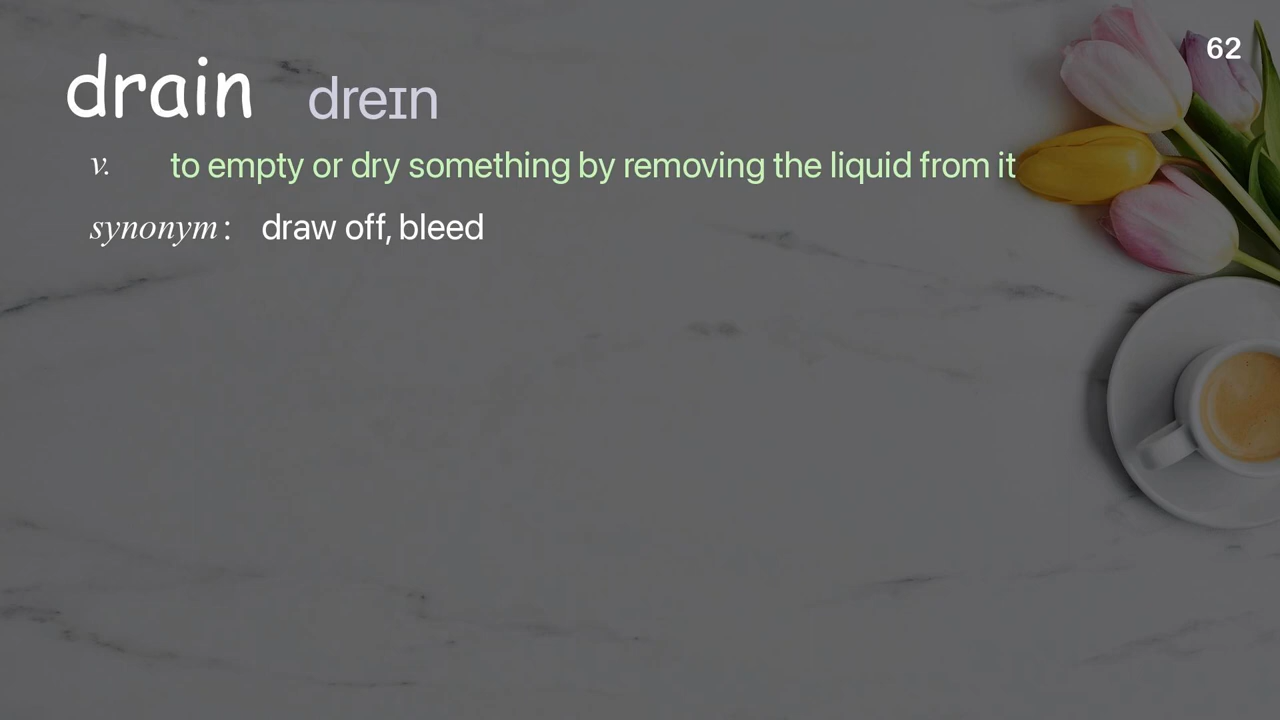 62
drain dreɪn
v. to empty or dry something by removing the liquid from it
synonym: draw off, bleed